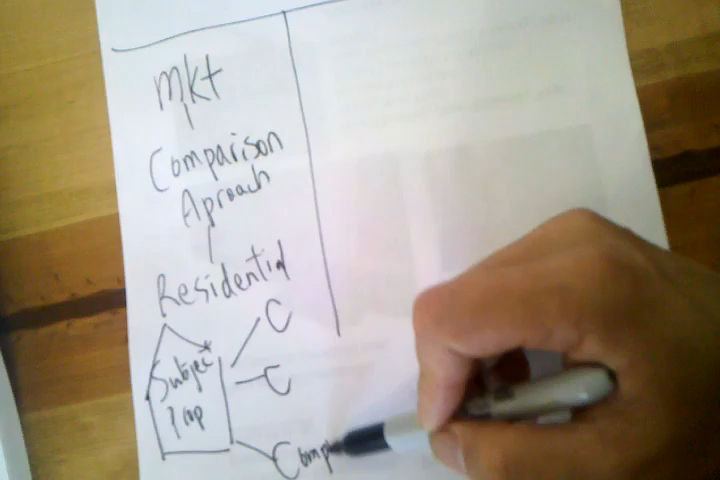 mkt
Comparison
Aproach
Residential
C
Subject
C
Prop
Comp